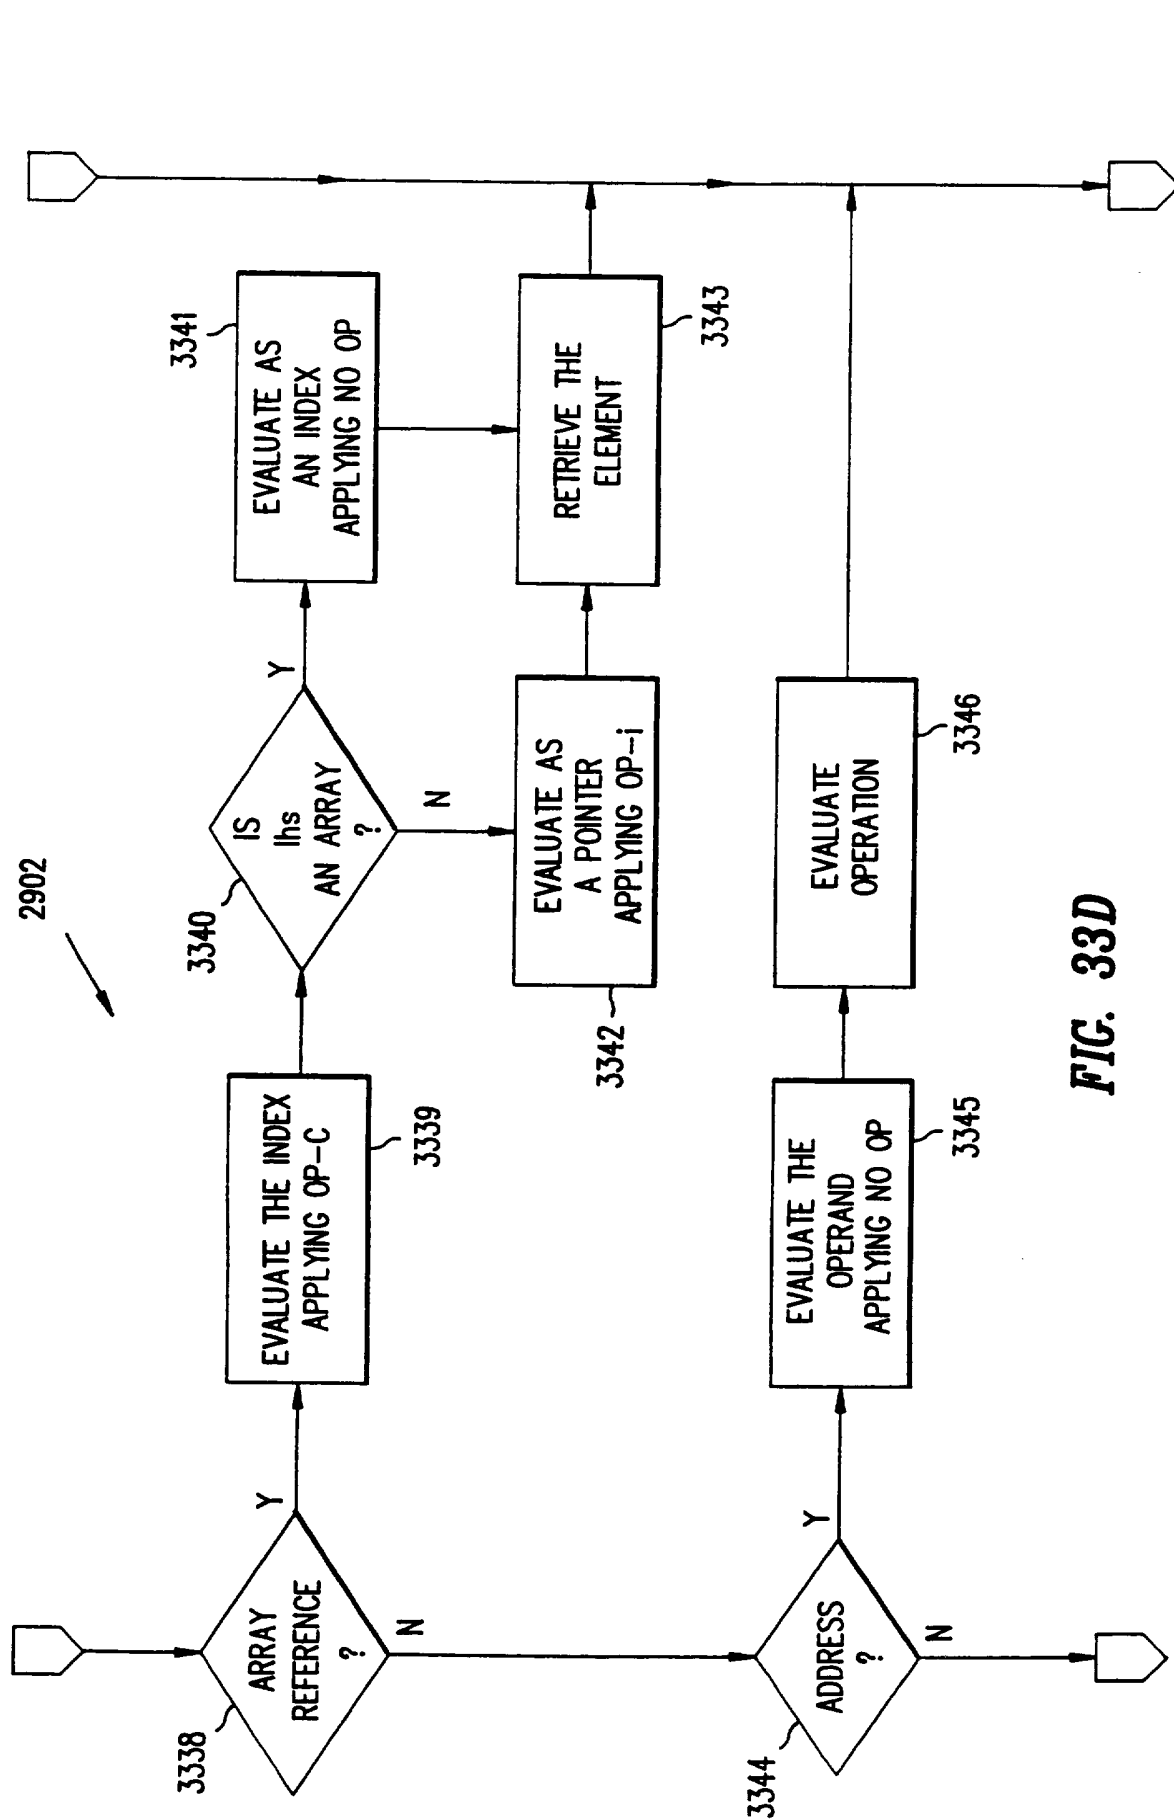 2902
3338
ARRAY
REFERENCE
?
Y
N
EVALUATE THE INDEX
APPLYING OP-C
3339
3340
IS
lhs
AN ARRAY
?
Y
N
3341
EVALUATE AS
AN INDEX
APPLYING NO OP
3342
EVALUATE AS
A POINTER
APPLYING OP-i
RETRIEVE THE
ELEMENT
3343
3344
ADDRESS
?
Y
N
EVALUATE THE
OPERAND
APPLYING NO OP
3345
EVALUATE
OPERATION
3346
FIG. 33D